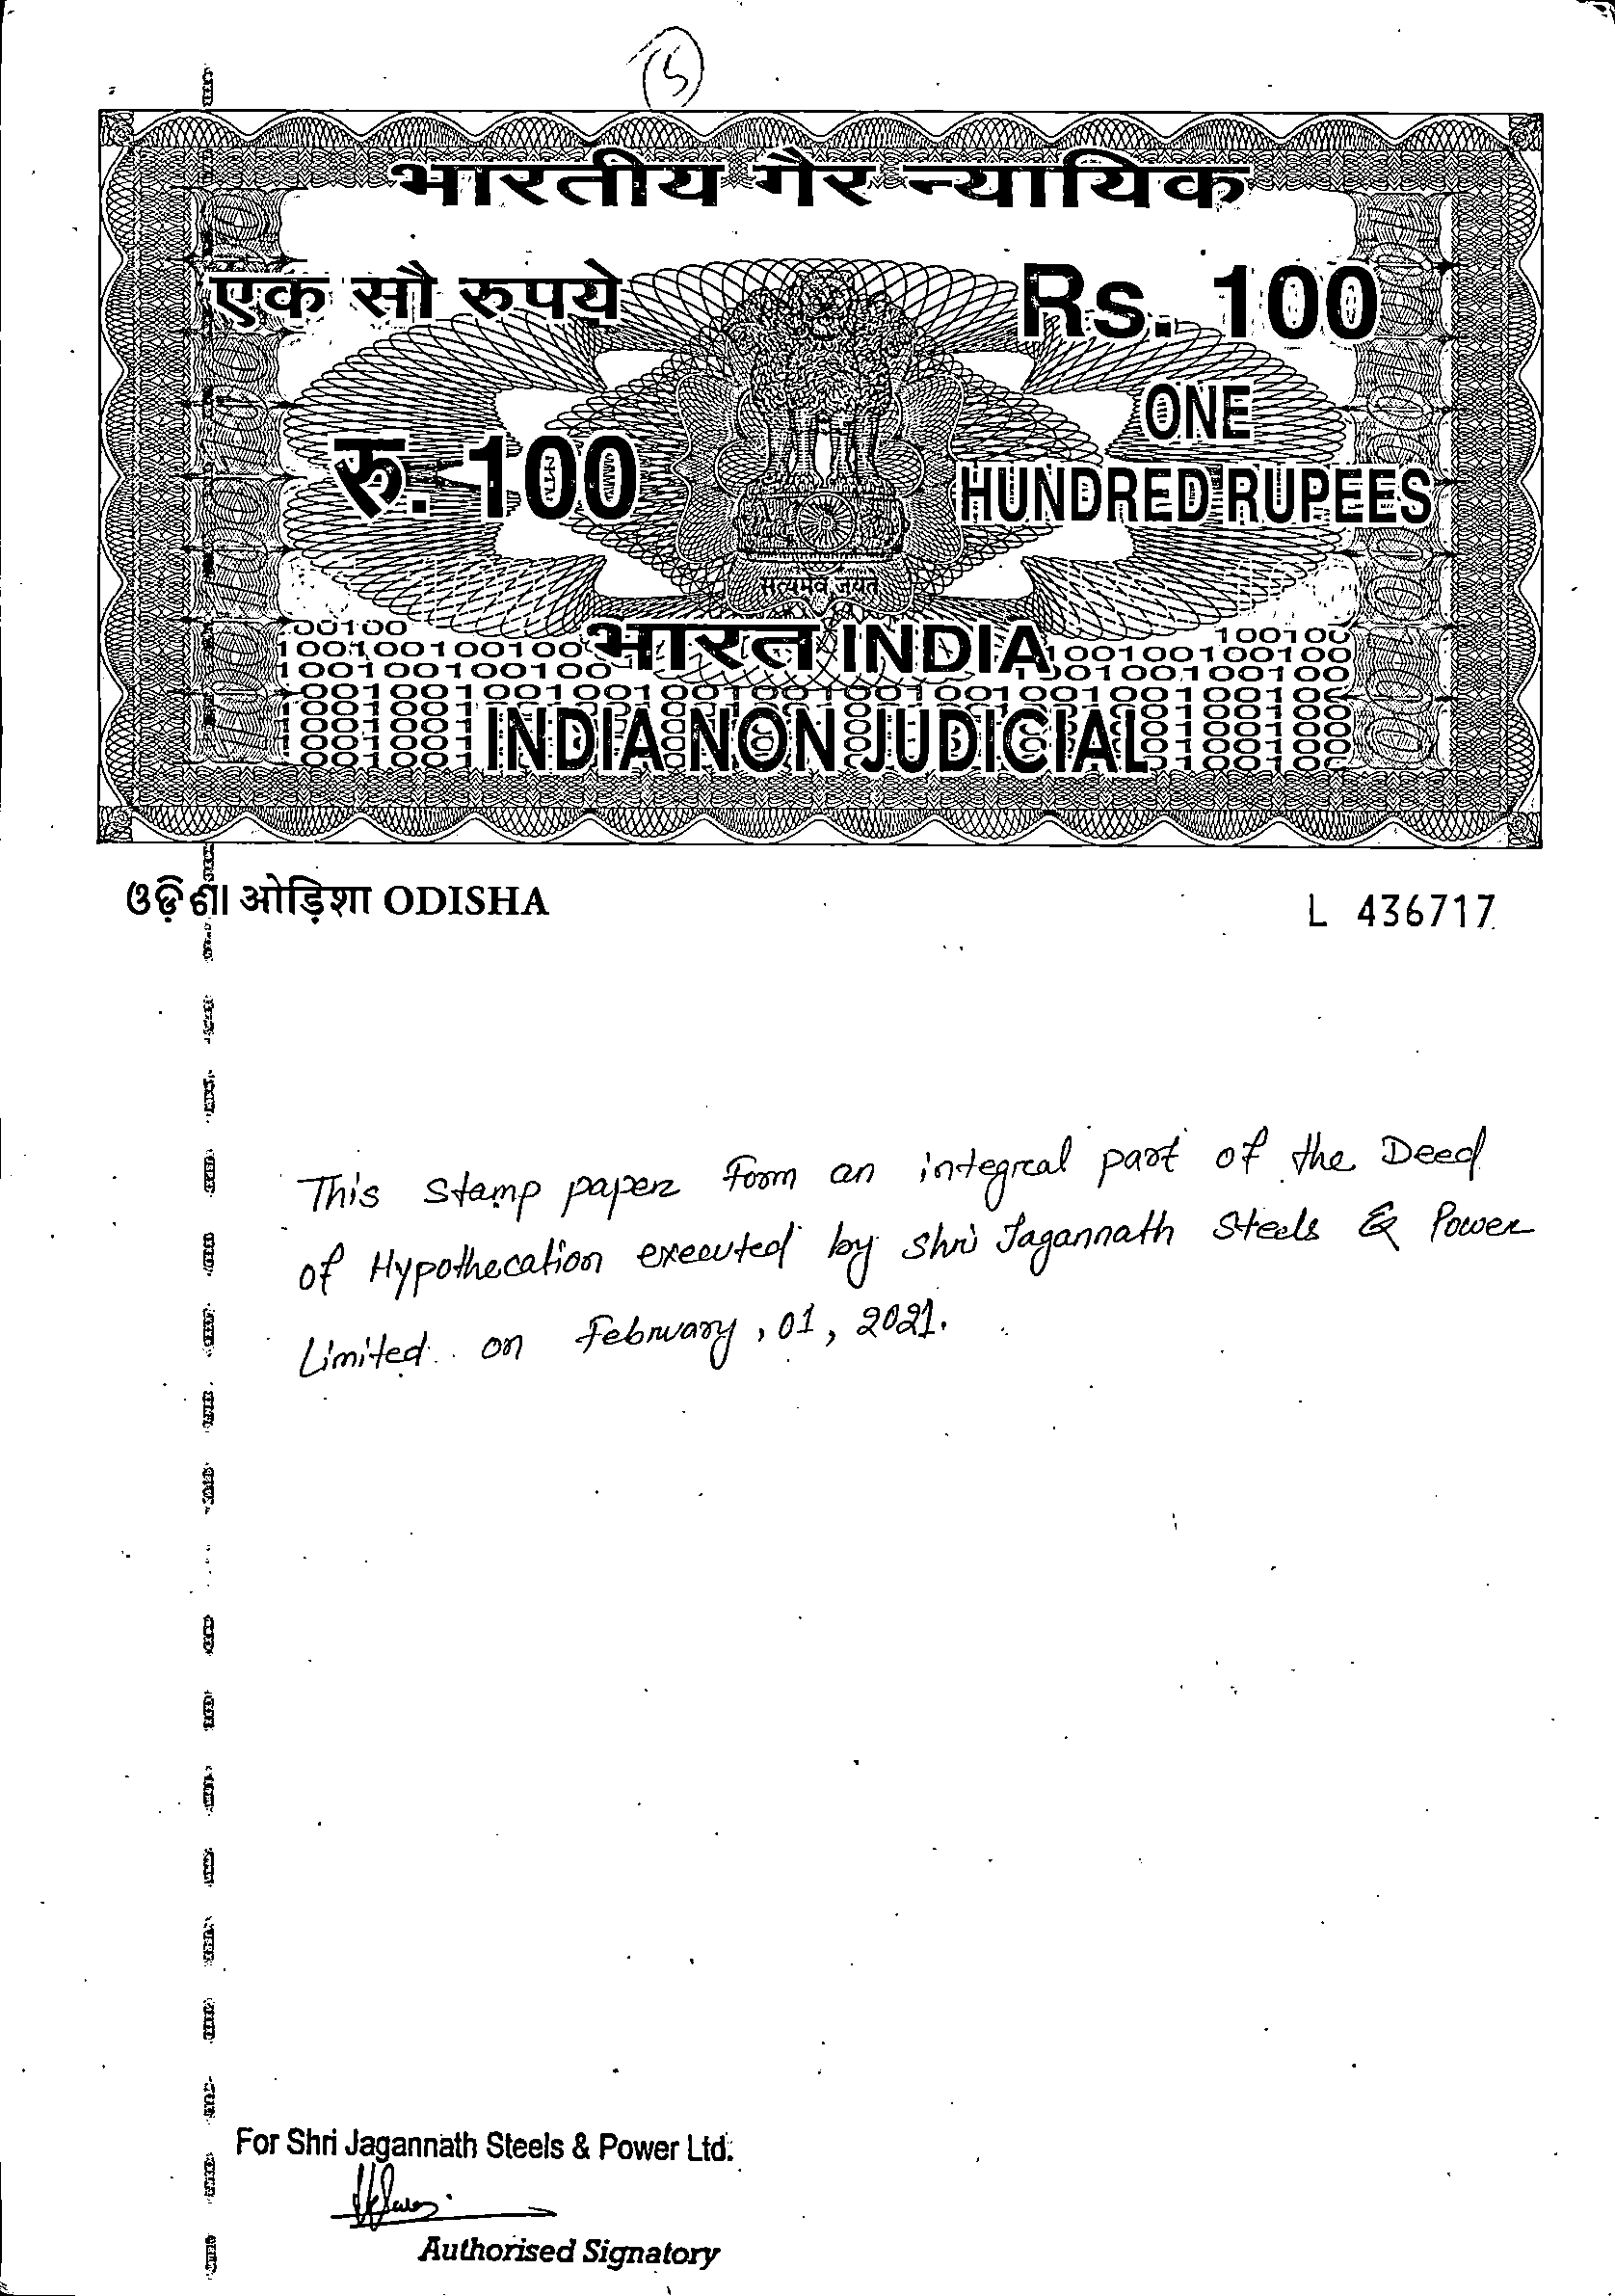 5
भारतीय गैर न्यायिक
एक सौ रुपये
Rs. 100
रु. 100
ONE
HUNDRED RUPEES
सत्यमेव जयते
भारत INDIA
INDIA NON JUDICIAL
ଓଡ଼ିଶା ओड़िशा ODISHA
L 436717
This stamp paper form an integral part of the Deed
of Hypothecation executed by Shri Jagannath Steels & Power
Limited on February, 01, 2021.
For Shri Jagannath Steels & Power Ltd.
Authorised Signatory